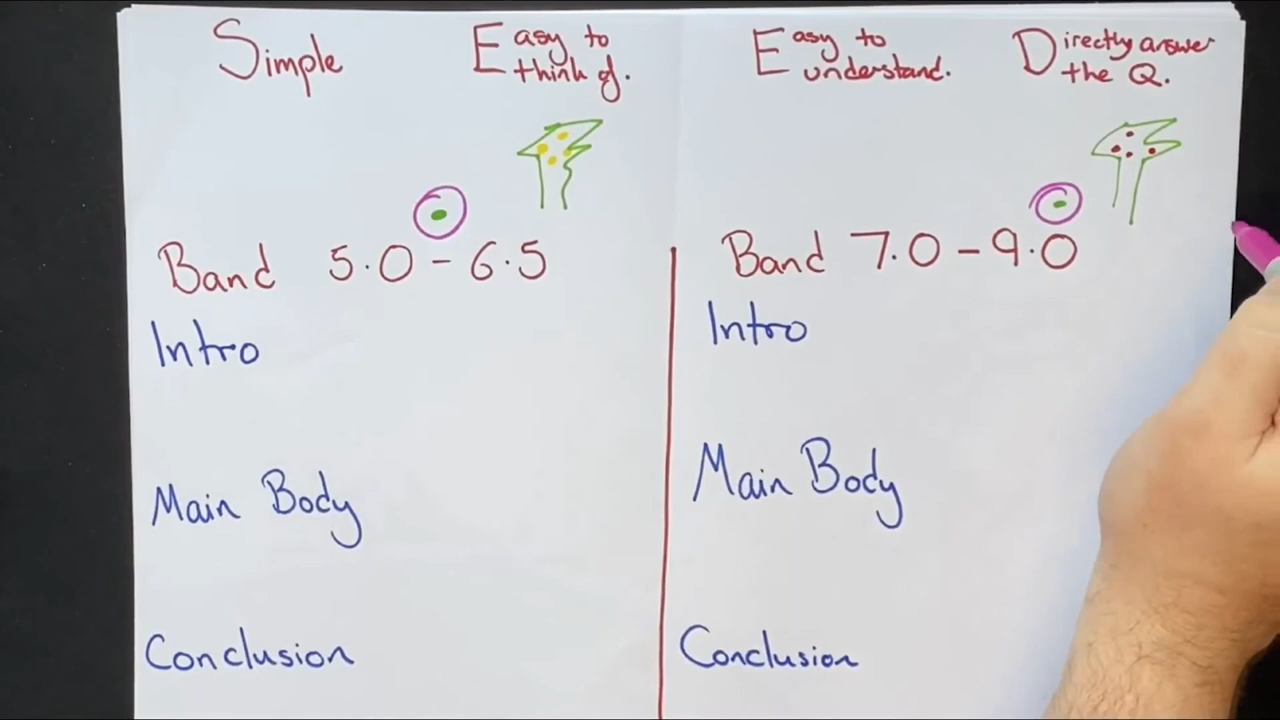 Simple
Easy to
think of.
Easy to
understand.
Directly answer
the Q.
Band 5.0 - 6.5
Intro
Main Body
Conclusion
Band 7.0 - 9.0
Intro
Main Body
Conclusion